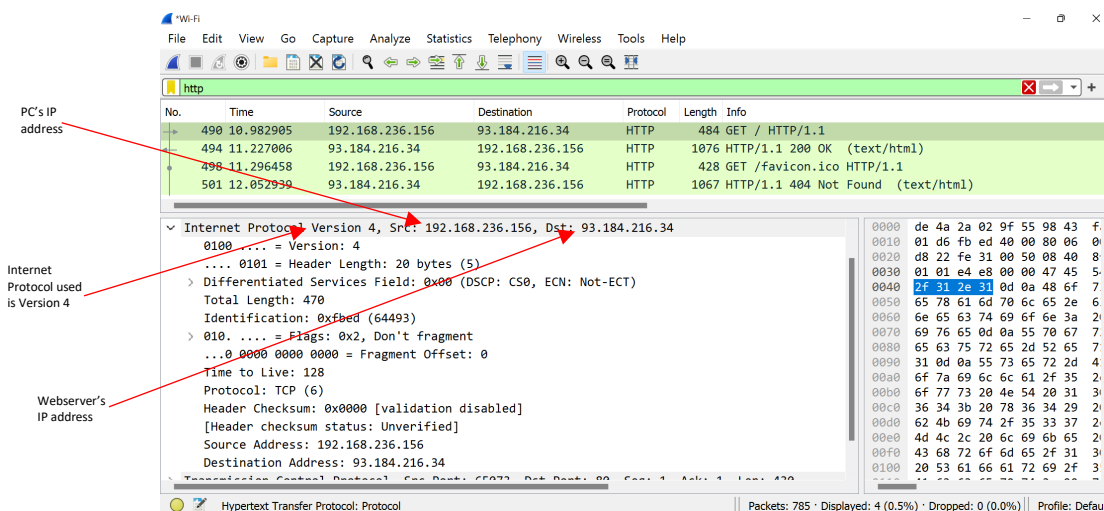 *Wi-Fi
File Edit View Go Capture Analyze Statistics Telephony Wireless Tools Help
http
No. Time Source Destination Protocol Length Info
490 10.982905 192.168.236.156 93.184.216.34 HTTP 484 GET / HTTP/1.1
494 11.227006 93.184.216.34 192.168.236.156 HTTP 1076 HTTP/1.1 200 OK (text/html)
498 11.296458 192.168.236.156 93.184.216.34 HTTP 428 GET /favicon.ico HTTP/1.1
501 12.052939 93.184.216.34 192.168.236.156 HTTP 1067 HTTP/1.1 404 Not Found (text/html)
PC's IP
address
Internet
Protocol used
is Version 4
Webserver's
IP address
Internet Protocol Version 4, Src: 192.168.236.156, Dst: 93.184.216.34
0100 .... = Version: 4
.... 0101 = Header Length: 20 bytes (5)
Differentiated Services Field: 0x00 (DSCP: CS0, ECN: Not-ECT)
Total Length: 470
Identification: 0xfbed (64493)
010. .... = Flags: 0x2, Don't fragment
...0 0000 0000 0000 = Fragment Offset: 0
Time to Live: 128
Protocol: TCP (6)
Header Checksum: 0x0000 [validation disabled]
[Header checksum status: Unverified]
Source Address: 192.168.236.156
Destination Address: 93.184.216.34
0000 de 4a 2a 02 9f 55 98 43
0010 01 d6 fb ed 40 00 80 06
0020 d8 22 fe 31 00 50 08 40
0030 01 01 e4 e8 00 00 47 45
0040 2f 31 2e 31 0d 0a 48 6f
0050 65 78 61 6d 70 6c 65 2e
0060 6e 65 63 74 69 6f 6e 3a
0070 69 76 65 0d 0a 55 70 67
0080 65 63 75 72 65 2d 52 65
0090 31 0d 0a 55 73 65 72 2d
00a0 6f 7a 69 6c 6c 61 2f 35
00b0 6f 77 73 20 4e 54 20 31
00c0 36 34 3b 20 78 36 34 29
00d0 62 4b 69 74 2f 35 33 37
00e0 4d 4c 2c 20 6c 69 6b 65
00f0 43 68 72 6f 6d 65 2f 31
0100 20 53 61 66 61 72 69 2f
Hypertext Transfer Protocol: Protocol
Packets: 785 · Displayed: 4 (0.5%) · Dropped: 0 (0.0%) Profile: Defau